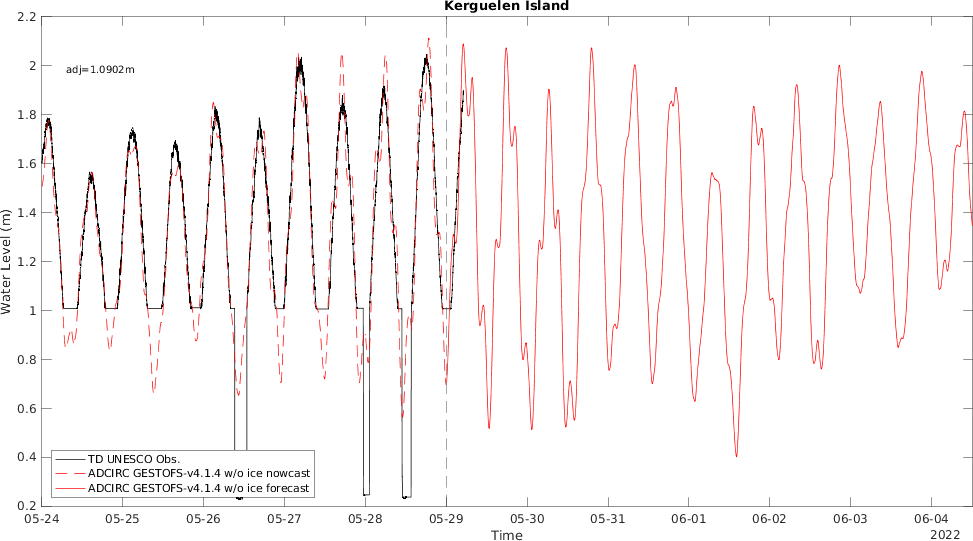 Kerguelen Island
2.2
2
1.8
1.6
1.4
1.2
1
0.8
0.6
0.4
0.2
Water Level (m)
adj=1.0902m
TD UNESCO Obs.
ADCIRC GESTOFS-v4.1.4 w/o ice nowcast
ADCIRC GESTOFS-v4.1.4 w/o ice forecast
05-24 05-25 05-26 05-27 05-28 05-29 05-30 05-31 06-01 06-02 06-03 06-04
Time
2022